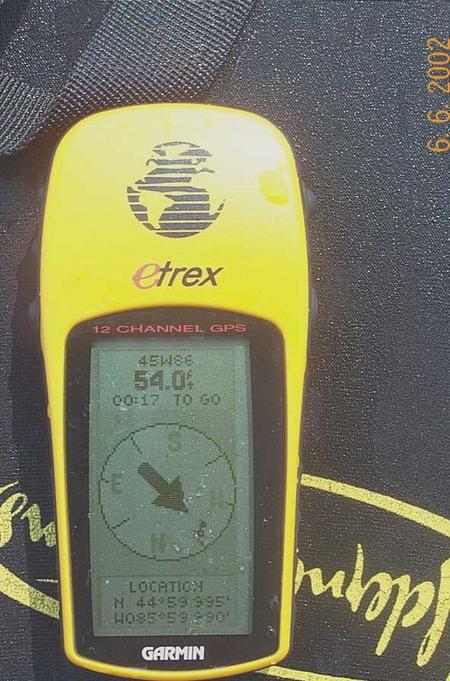 6. 6. 2002
etrex
12 CHANNEL GPS
45W86
54.0ft
00:17 TO GO
S
E W
N
LOCATION
N 44°59.995'
W085°59.990'
GARMIN